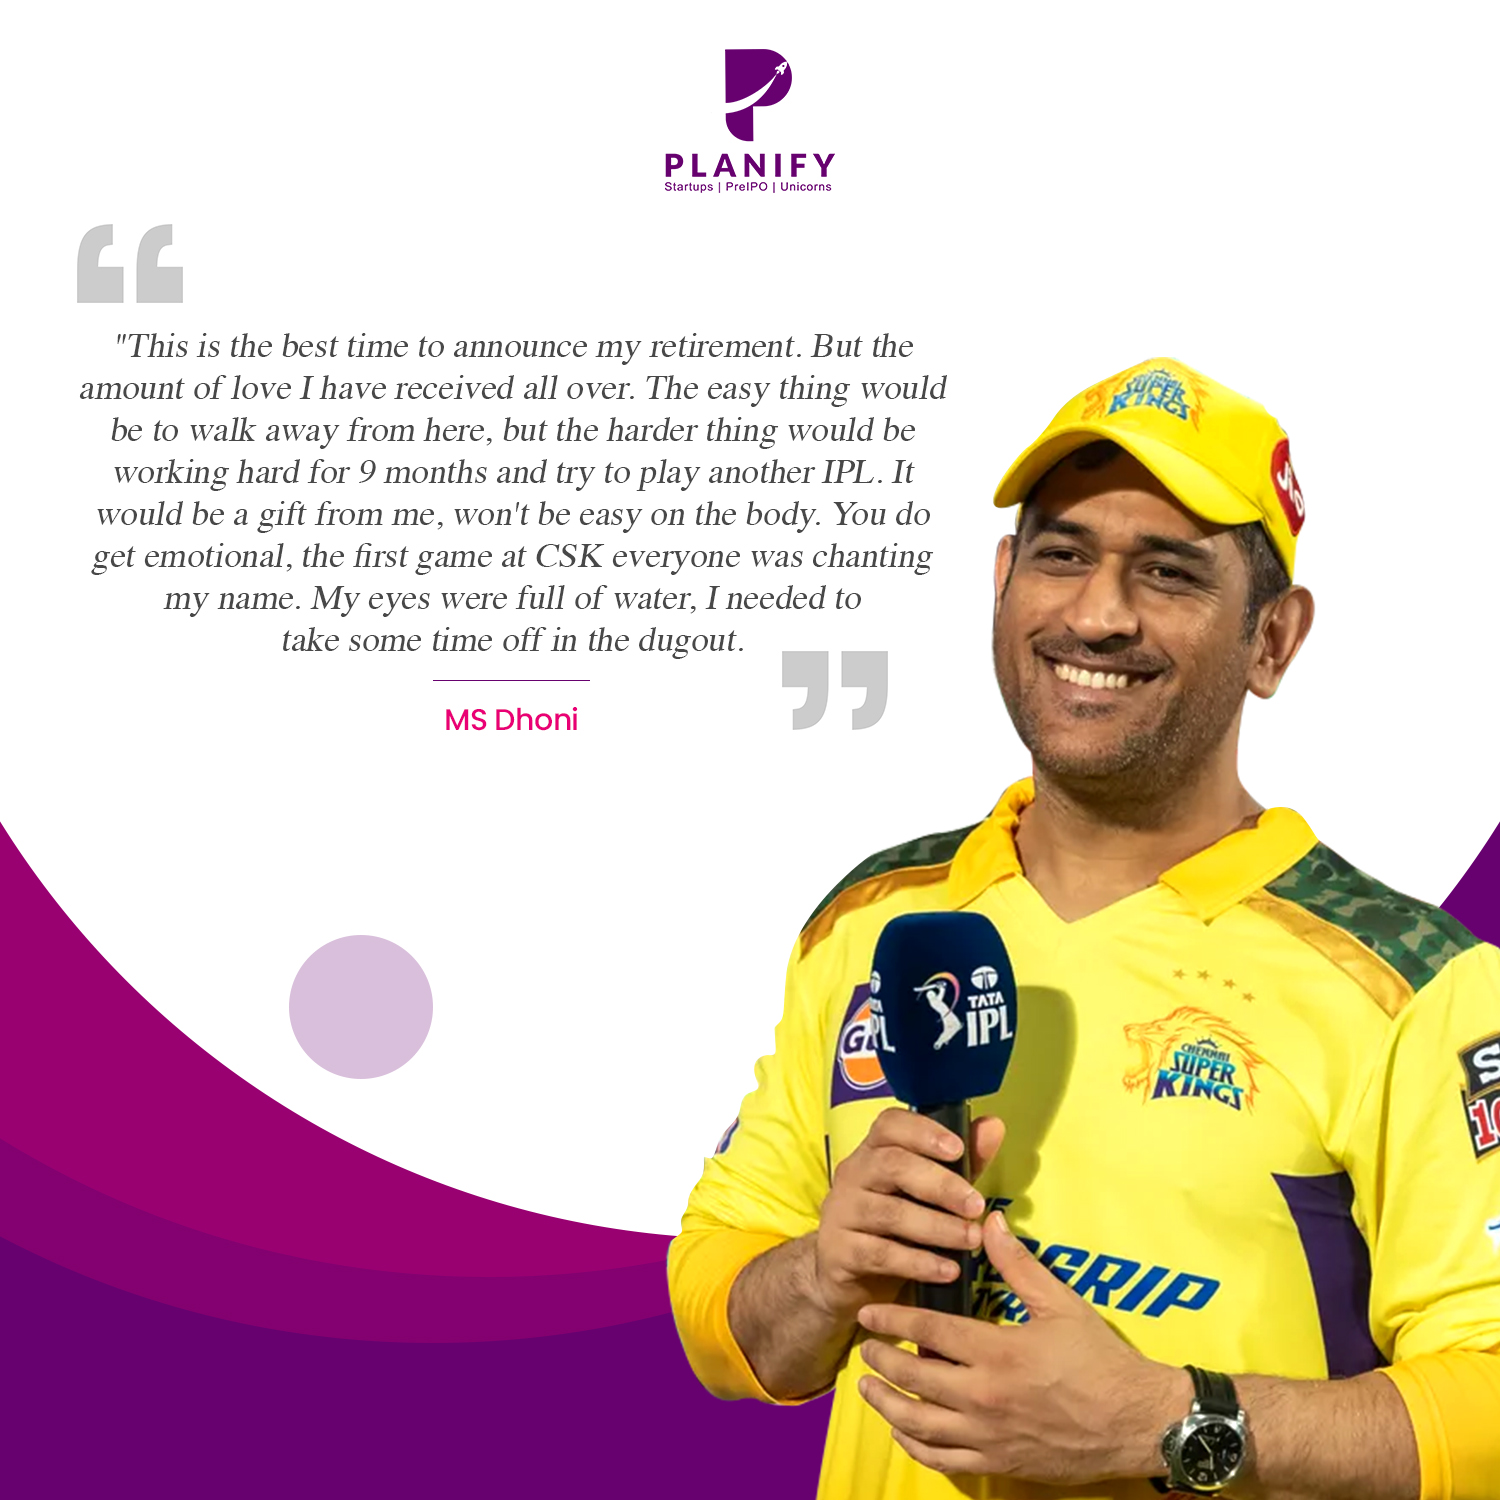 PLANIFY
Startups | PreIPO | Unicorns
"This is the best time to announce my retirement. But the
amount of love I have received all over. The easy thing would
be to walk away from here, but the harder thing would be
working hard for 9 months and try to play another IPL. It
would be a gift from me, won't be easy on the body. You do
get emotional, the first game at CSK everyone was chanting
my name. My eyes were full of water, I needed to
take some time off in the dugout.
MS Dhoni
CHENNAI
SUPER
KINGS
JIO
TATA
IPL
CHENNAI
SUPER
KINGS